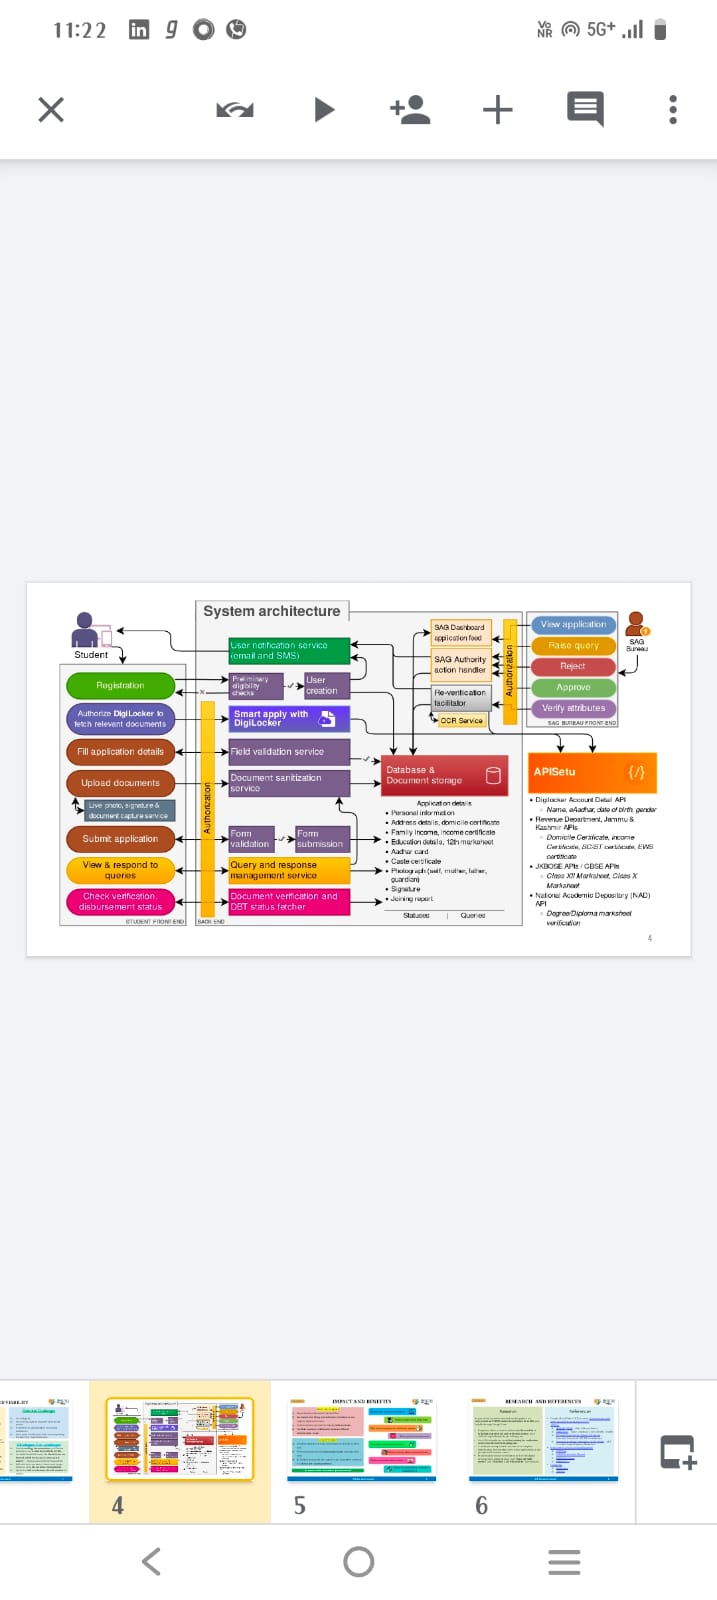 11:22
Vo
NR
5G+
System architecture
Student
Registration
Authorize DigiLocker to
fetch relevant documents
Fill application details
Upload documents
Live photo, signature &
document capture service
Submit application
View & respond to
queries
Check verification,
disbursement status
STUDENT FRONT-END
BACK END
Authorization
User notification service
(email and SMS)
Preliminary
eligibility
checks
User
creation
Smart apply with
DigiLocker
Field validation service
Document sanitization
service
Form
validation
Form
submission
Query and response
management service
Document verification and
DBT status fetcher
SAG Dashboard
application feed
SAG Authority
action handler
Re-verification
facilitator
OCR Service
Authorization
View application
Raise query
Reject
Approve
Verify attributes
SAG BUREAU FRONT-END
SAG
Bureau
Database &
Document storage
Application details
• Personal information
• Address details, domicile certificate
• Family income, income certificate
• Education details, 12th marksheet
• Aadhar card
• Caste certificate
• Photograph (self, mother, father,
guardian)
• Signature
• Joining report
Statuses | Queries
APISetu
{/}
• Digilocker Account Detail API
Name, eAadhar, date of birth, gender
• Revenue Department, Jammu &
Kashmir APIs
Domicile Certificate, Income
Certificate, SC/ST certificate, EWS
certificate
• JKBOSE APIs / CBSE APIs
Class XII Marksheet, Class X
Marksheet
• National Academic Depository (NAD)
API
Degree/Diploma marksheet
verification
4
IMPACT AND BENEFITS
RESEARCH AND REFERENCES
4
5
6